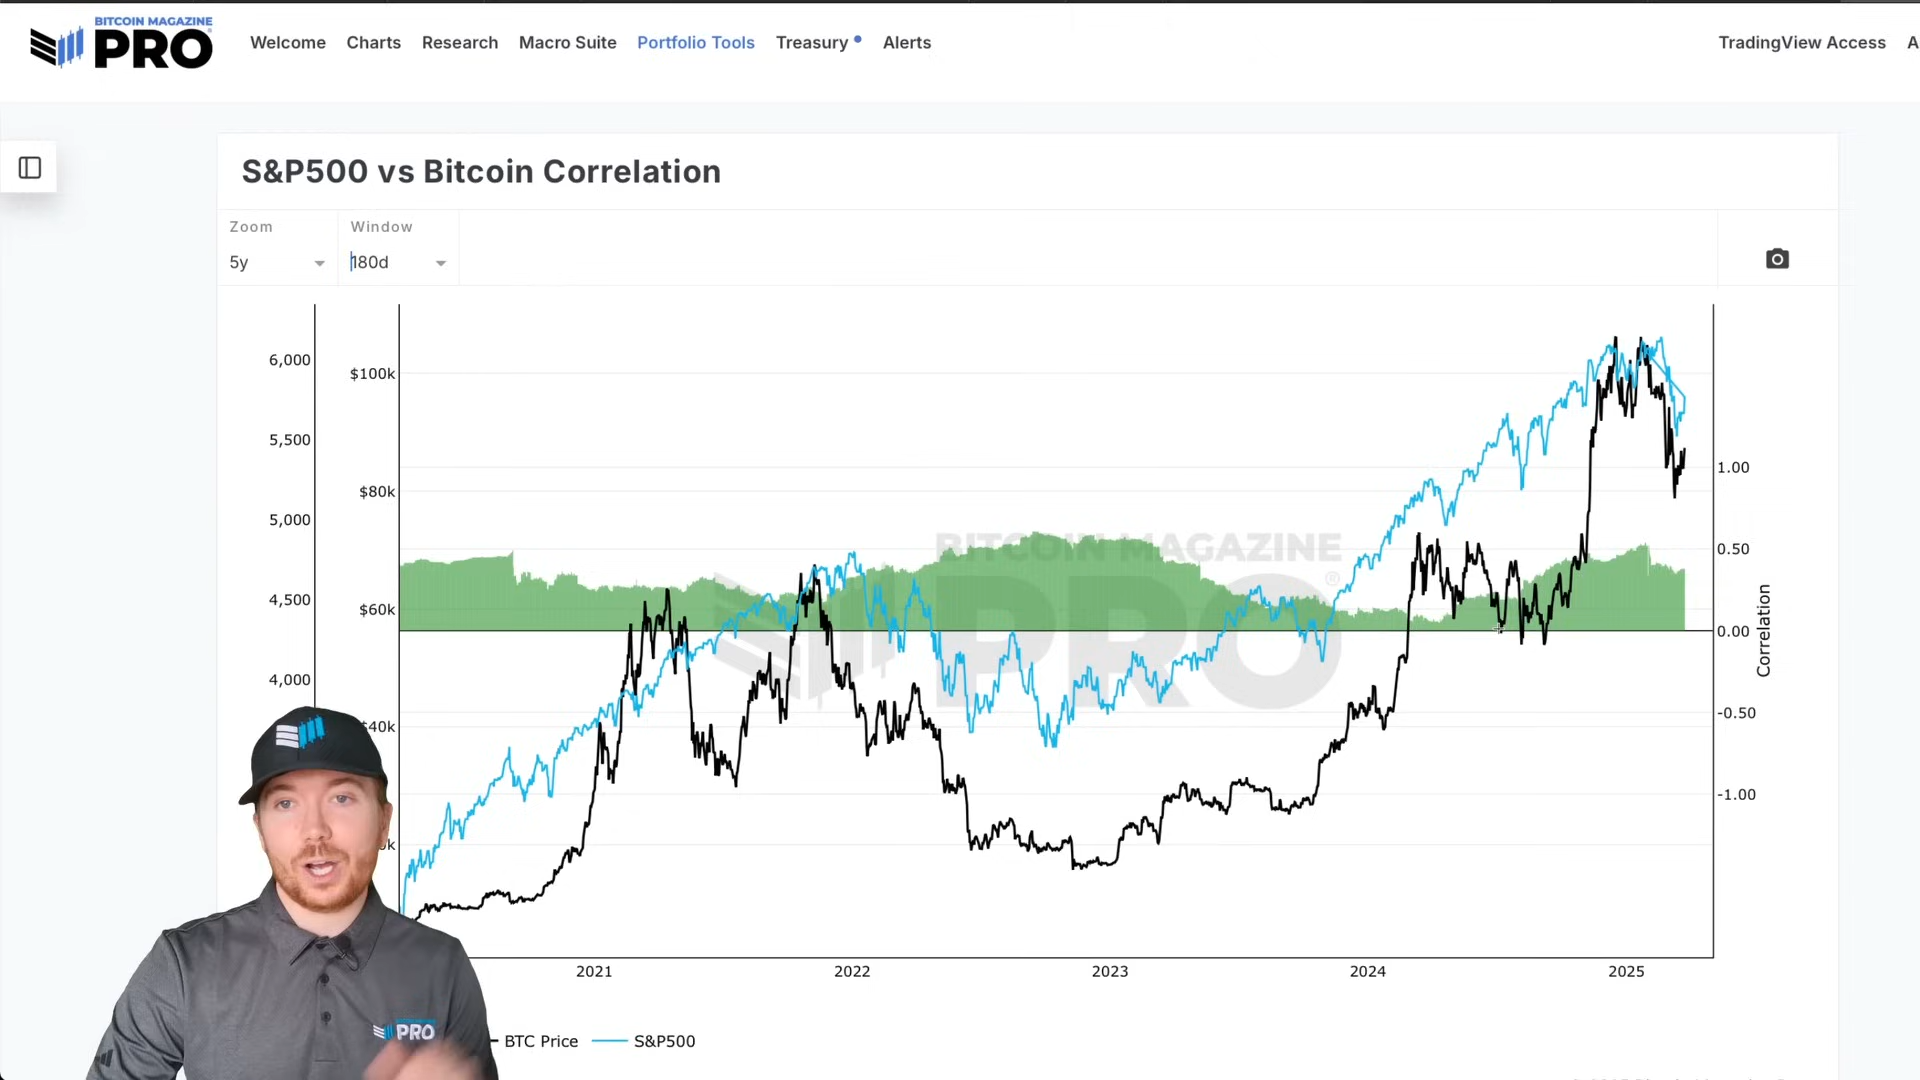 BITCOIN MAGAZINE
PRO
Welcome
Charts
Research
Macro Suite
Portfolio Tools
Treasury
Alerts
TradingView Access
A
S&P500 vs Bitcoin Correlation
Zoom
Window
5y
180d
6,000
5,500
5,000
4,500
4,000
$100k
$80k
$60k
$40k
k
1.00
0.50
0.00
-0.50
-1.00
Correlation
BITCOIN MAGAZINE
PRO®
2021
2022
2023
2024
2025
BTC Price
S&P500
PRO